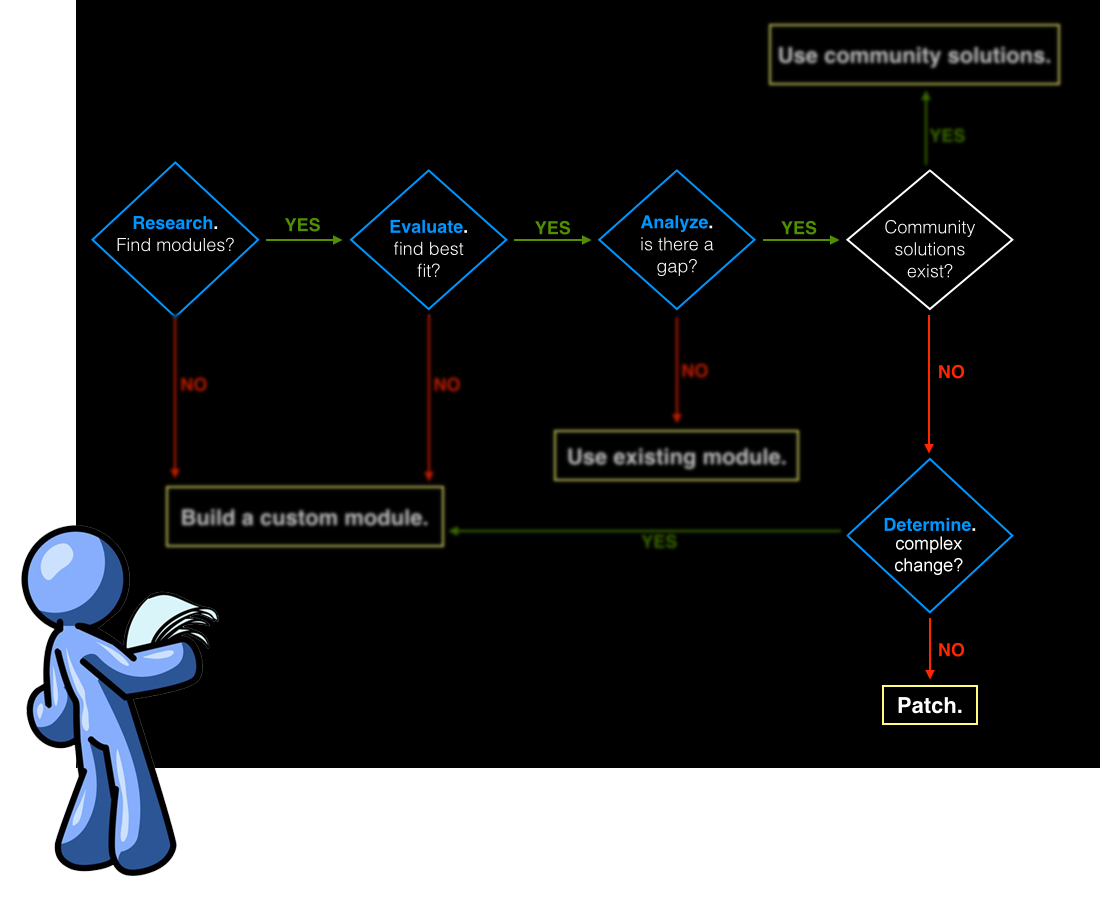 Use community solutions.
YES
Research.
Find modules?
YES
Evaluate.
find best
fit?
YES
Analyze.
is there a
gap?
YES
Community
solutions
exist?
NO
NO
NO
NO
Use existing module.
Build a custom module.
YES
Determine.
complex
change?
NO
Patch.